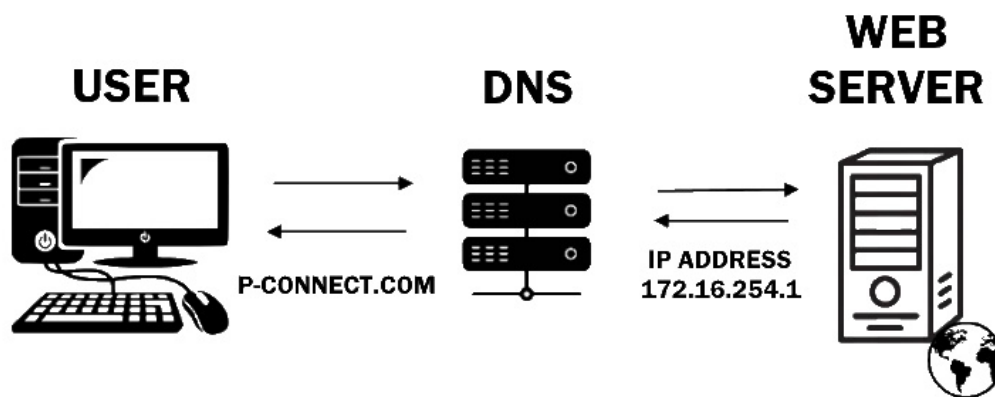 USER
DNS
WEB
SERVER
P-CONNECT.COM
IP ADDRESS
172.16.254.1